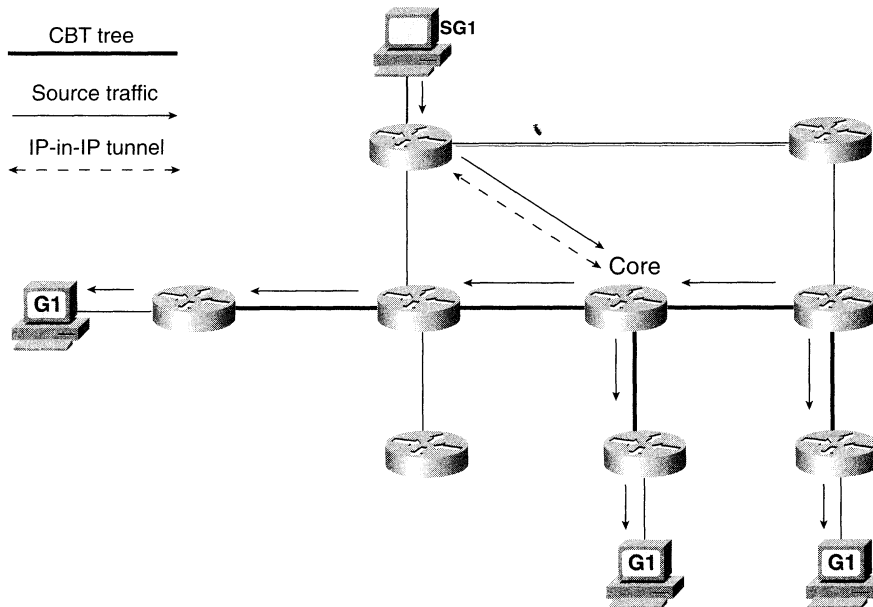 CBT tree
SG1
Source traffic
IP-in-IP tunnel
Core
G1
G1
G1